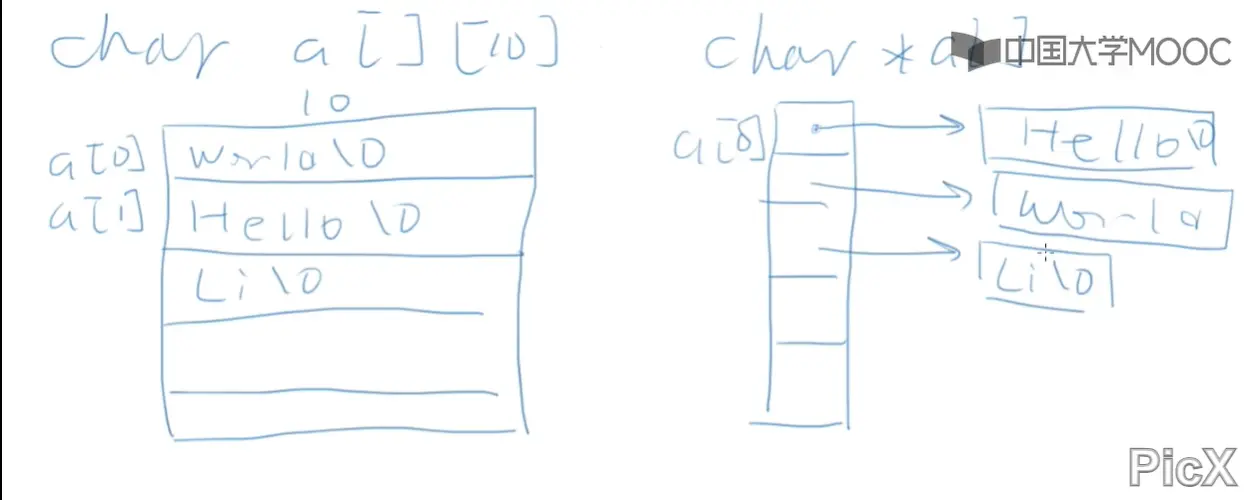 char a[][10]
char *a[]
中国大学MOOC
10
a[0] World\0
a[1] Hello\0
Li\0
a[0]
Hello\0
World
Li\0
PicX